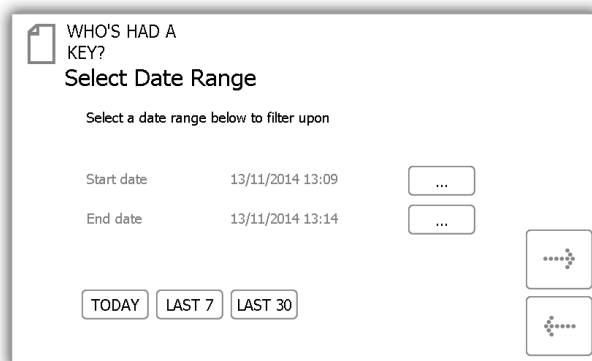 WHO'S HAD A
KEY?
Select Date Range
Select a date range below to filter upon
Start date 13/11/2014 13:09 ...
End date 13/11/2014 13:14 ...
TODAY LAST 7 LAST 30